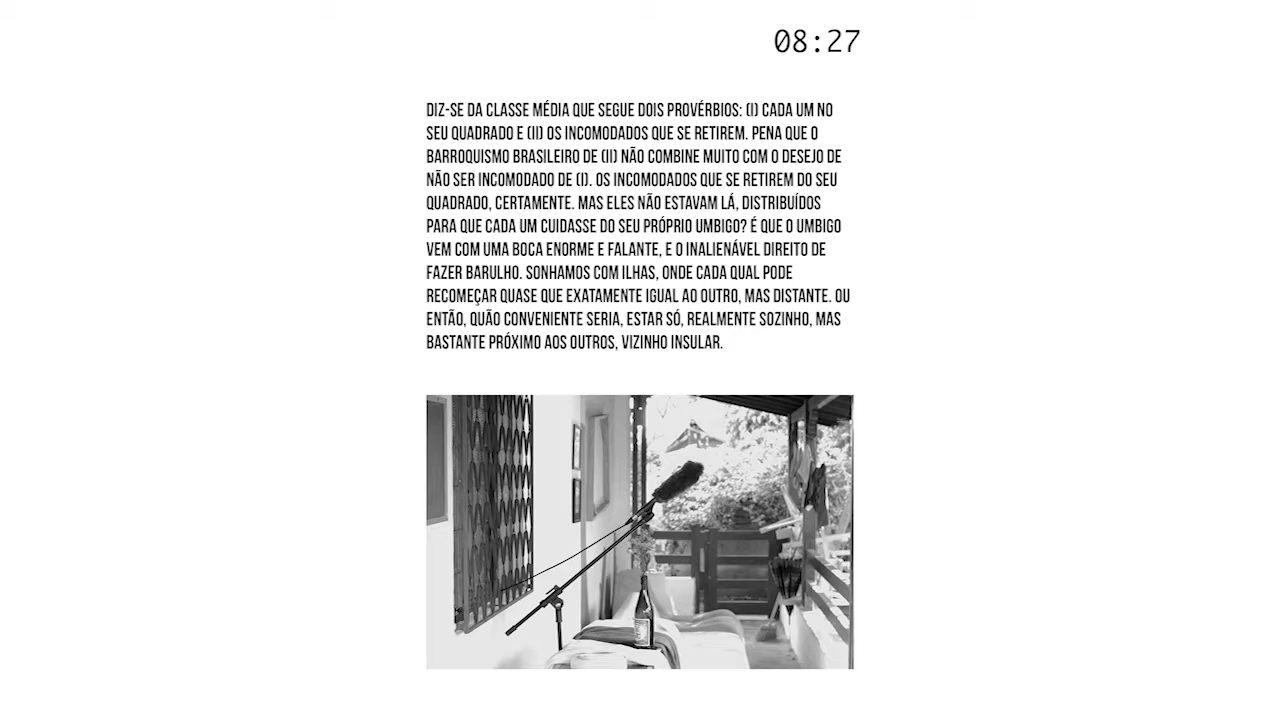 08:27
DIZ-SE DA CLASSE MÉDIA QUE SEGUE DOIS PROVÉRBIOS: (I) CADA UM NO
SEU QUADRADO E (II) OS INCOMODADOS QUE SE RETIREM. PENA QUE O
BARROQUISMO BRASILEIRO DE (II) NÃO COMBINE MUITO COM O DESEJO DE
NÃO SER INCOMODADO DE (I). OS INCOMODADOS QUE SE RETIREM DO SEU
QUADRADO, CERTAMENTE. MAS ELES NÃO ESTAVAM LÁ, DISTRIBUÍDOS
PARA QUE CADA UM CUIDASSE DO SEU PRÓPRIO UMBIGO? É QUE O UMBIGO
VEM COM UMA BOCA ENORME E FALANTE, E O INALIENÁVEL DIREITO DE
FAZER BARULHO. SONHAMOS COM ILHAS, ONDE CADA QUAL PODE
RECOMEÇAR QUASE QUE EXATAMENTE IGUAL AO OUTRO, MAS DISTANTE. OU
ENTÃO, QUÃO CONVENIENTE SERIA, ESTAR SÓ, REALMENTE SOZINHO, MAS
BASTANTE PRÓXIMO AOS OUTROS, VIZINHO INSULAR.